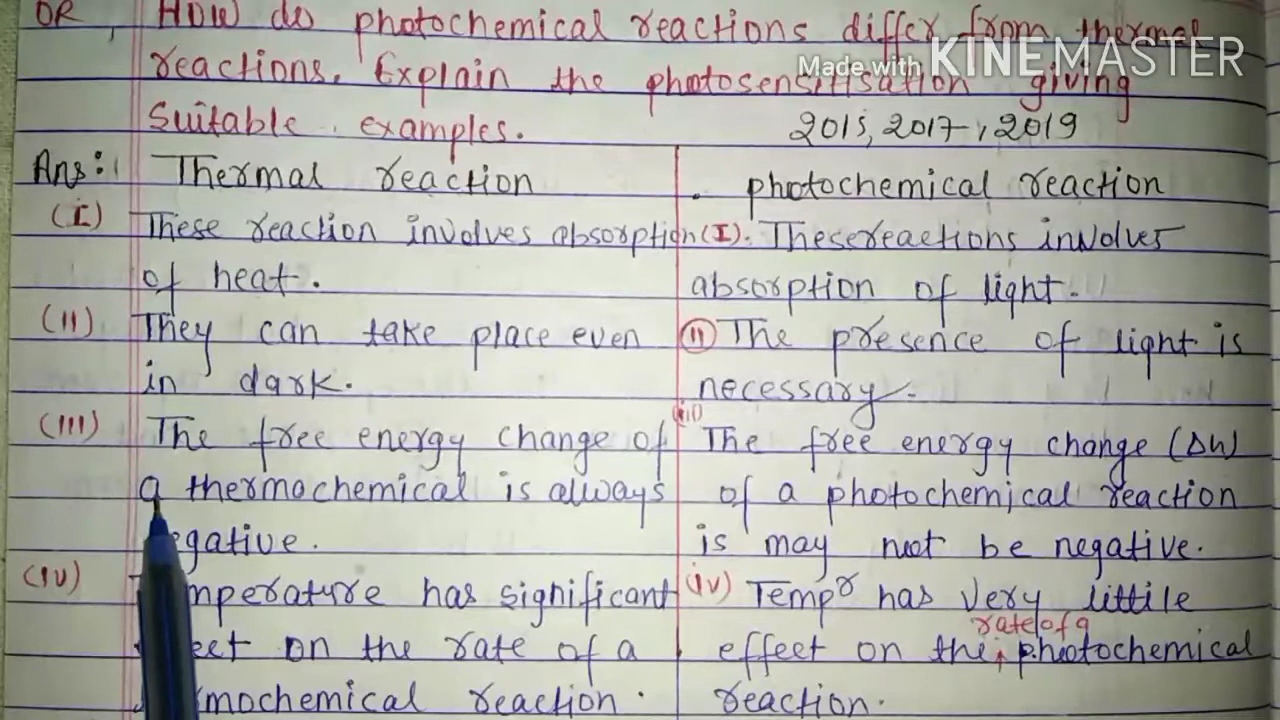 OR How do photochemical reactions differ from thermal
Made with KINEMASTER
reactions. Explain the photosensitisation giving
Suitable examples. 2015, 2017, 2019
Ans: Thermal reaction
(I) These reaction involves absorption
of heat.
(II) They can take place even
in dark.
(III) The free energy change of
a thermochemical is always
egative.
(IV) mperature has significant
ect on the rate of a
mochemical reaction.
photochemical reaction
(I). These reactions involves
absorption of light.
(II) The presence of light is
necessary.
(iii)
The free energy change (ΔH)
of a photochemical reaction
is may not be negative.
(iv) Temp^r has very littile
rate of a
effect on the photochemical
reaction.